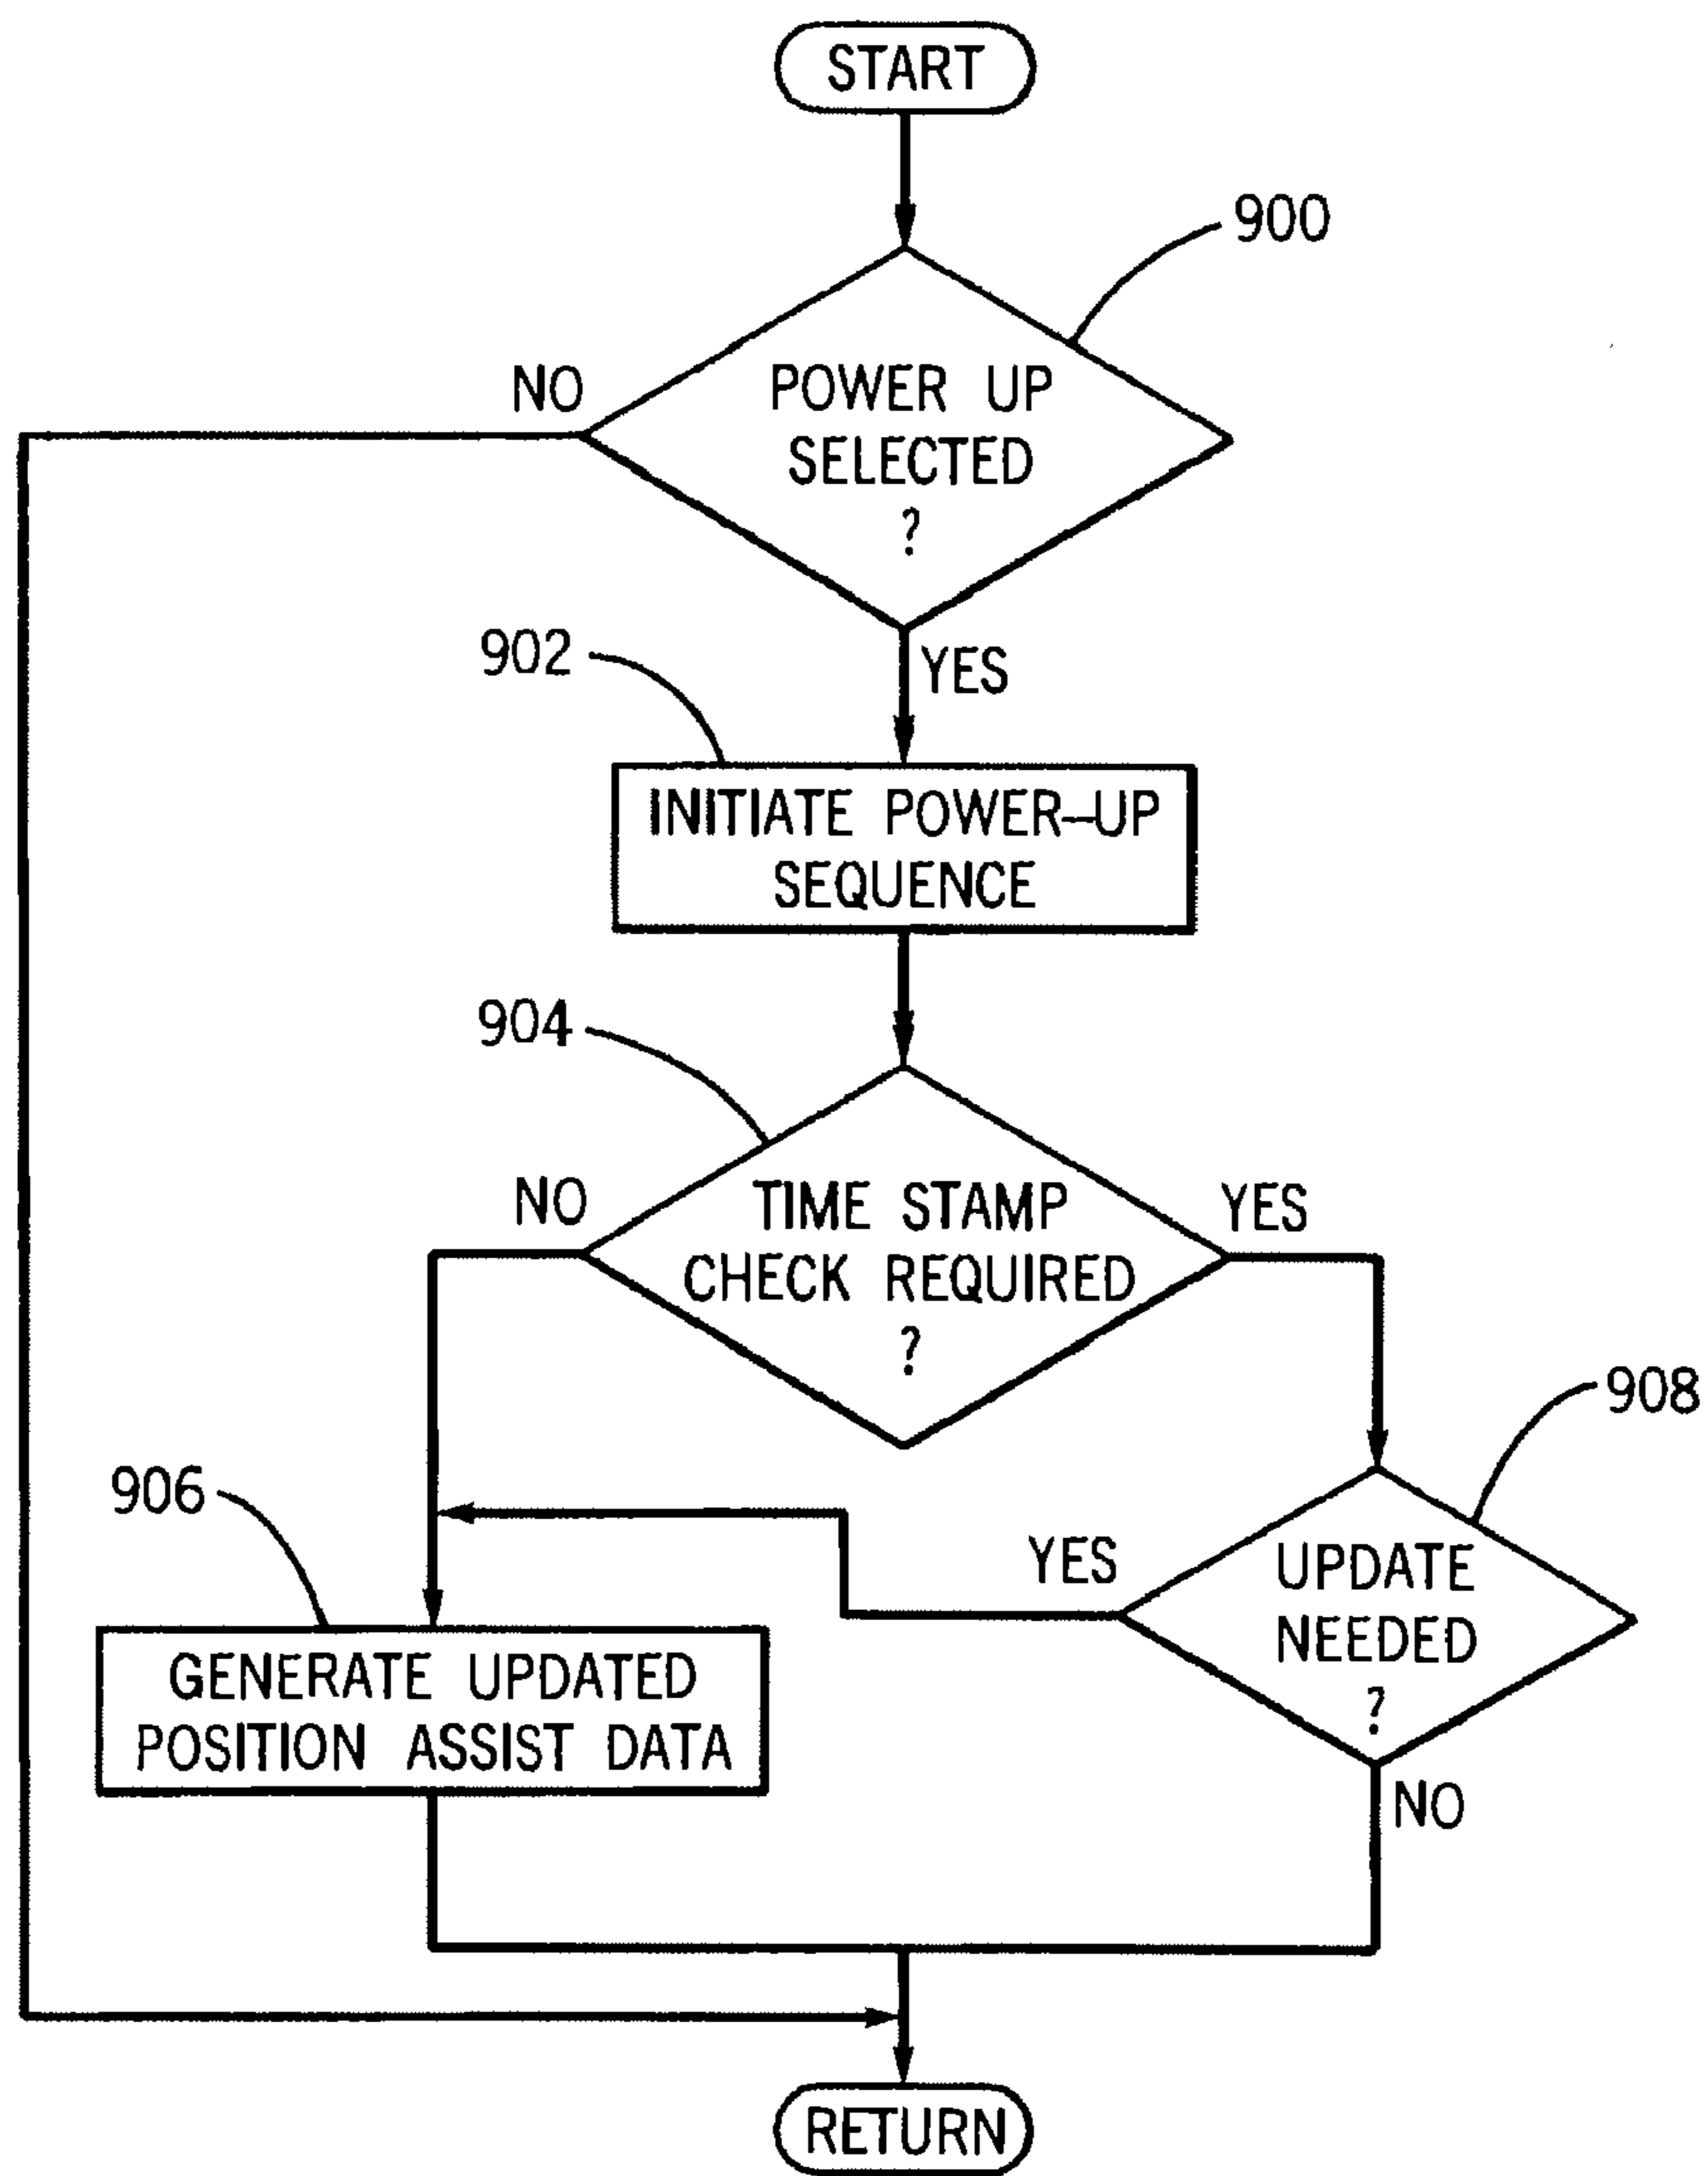 START
900
NO
POWER UP
SELECTED
?
902
YES
INITIATE POWER-UP
SEQUENCE
904
NO
TIME STAMP
CHECK REQUIRED
?
YES
908
906
YES
UPDATE
NEEDED
?
GENERATE UPDATED
POSITION ASSIST DATA
NO
RETURN